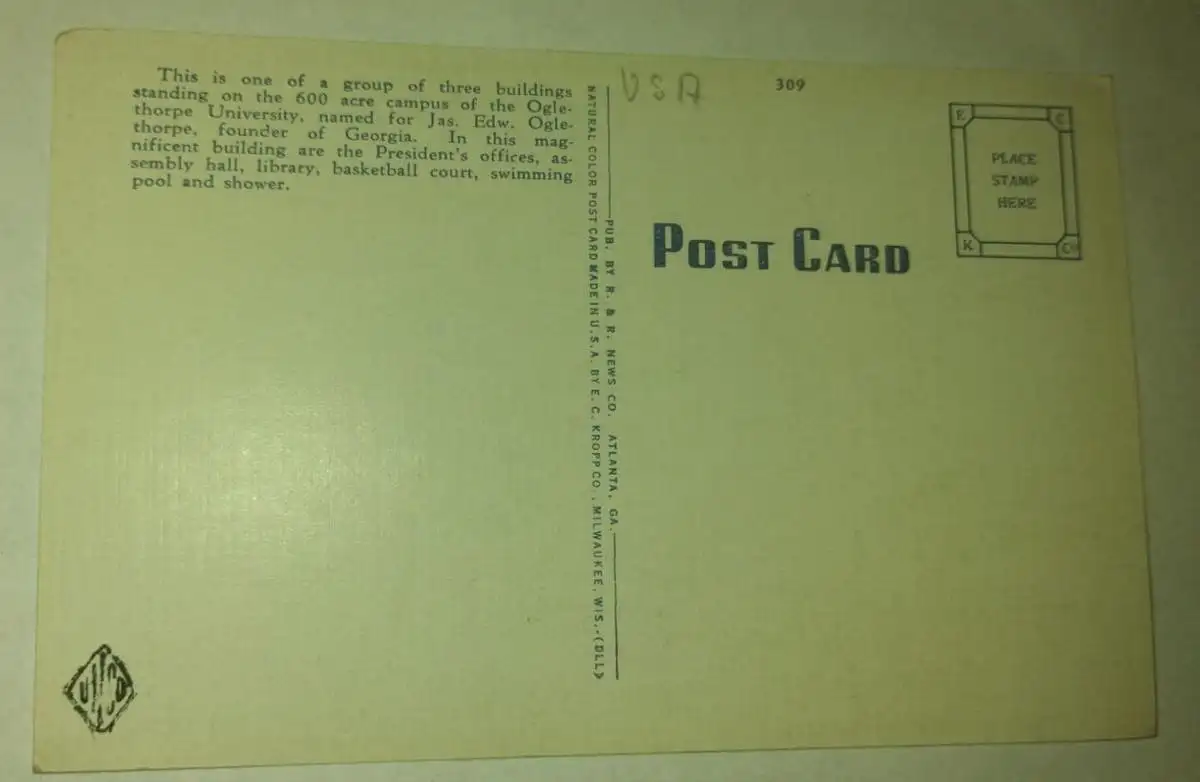 This is one of a group of three buildings
standing on the 600 acre campus of the Ogle-
thorpe University, named for Jas. Edw. Ogle-
thorpe, founder of Georgia. In this mag-
nificent building are the President's offices, as-
sembly hall, library, basketball court, swimming
pool and shower.
NATURAL COLOR POST CARD MADE IN U.S.A. BY E. C. KROPP CO., MILWAUKEE, WIS.-(DLL)
PUB. BY R. & R. NEWS CO. ATLANTA, GA.
USA
309
POST CARD
E. C.
PLACE
STAMP
HERE
K Co